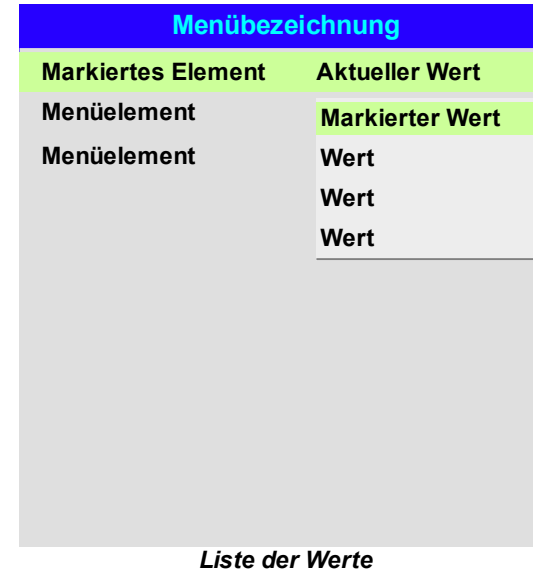 Menübezeichnung
Markiertes Element Aktueller Wert
Menüelement Markierter Wert
Menüelement Wert
Wert
Wert
Liste der Werte